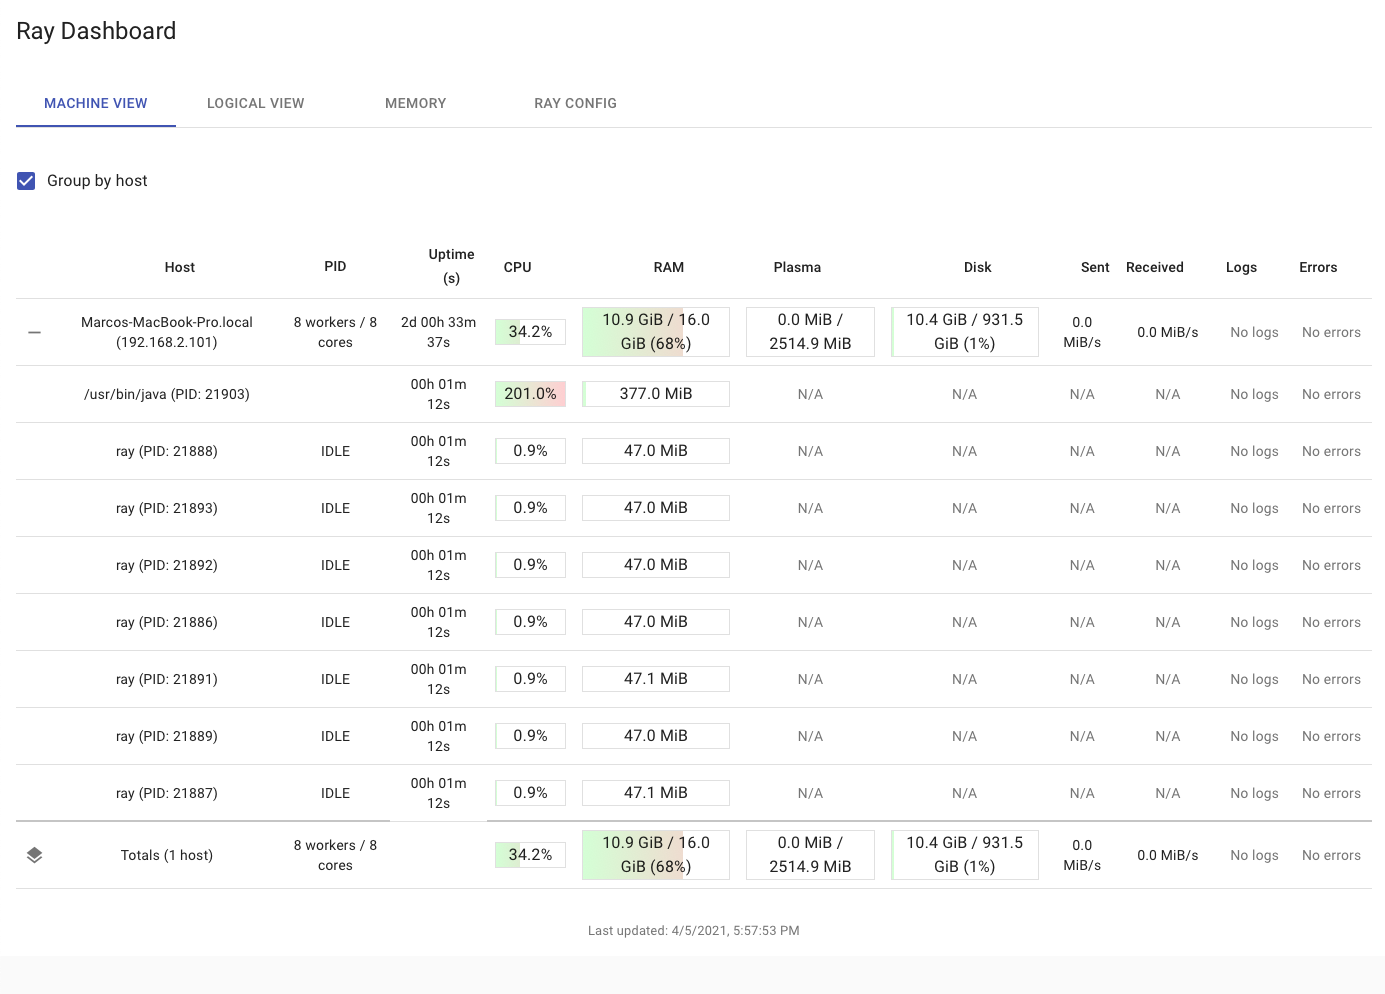 Ray Dashboard
MACHINE VIEW LOGICAL VIEW MEMORY RAY CONFIG
Group by host
Host PID Uptime (s) CPU RAM Plasma Disk Sent Received Logs Errors
Marcos-MacBook-Pro.local (192.168.2.101) 8 workers / 8 cores 2d 00h 33m 37s 34.2% 10.9 GiB / 16.0 GiB (68%) 0.0 MiB / 2514.9 MiB 10.4 GiB / 931.5 GiB (1%) 0.0 MiB/s 0.0 MiB/s No logs No errors
/usr/bin/java (PID: 21903) 00h 01m 12s 201.0% 377.0 MiB N/A N/A N/A N/A No logs No errors
ray (PID: 21888) IDLE 00h 01m 12s 0.9% 47.0 MiB N/A N/A N/A N/A No logs No errors
ray (PID: 21893) IDLE 00h 01m 12s 0.9% 47.0 MiB N/A N/A N/A N/A No logs No errors
ray (PID: 21892) IDLE 00h 01m 12s 0.9% 47.0 MiB N/A N/A N/A N/A No logs No errors
ray (PID: 21886) IDLE 00h 01m 12s 0.9% 47.0 MiB N/A N/A N/A N/A No logs No errors
ray (PID: 21891) IDLE 00h 01m 12s 0.9% 47.1 MiB N/A N/A N/A N/A No logs No errors
ray (PID: 21889) IDLE 00h 01m 12s 0.9% 47.0 MiB N/A N/A N/A N/A No logs No errors
ray (PID: 21887) IDLE 00h 01m 12s 0.9% 47.1 MiB N/A N/A N/A N/A No logs No errors
Totals (1 host) 8 workers / 8 cores 34.2% 10.9 GiB / 16.0 GiB (68%) 0.0 MiB / 2514.9 MiB 10.4 GiB / 931.5 GiB (1%) 0.0 MiB/s 0.0 MiB/s No logs No errors
Last updated: 4/5/2021, 5:57:53 PM